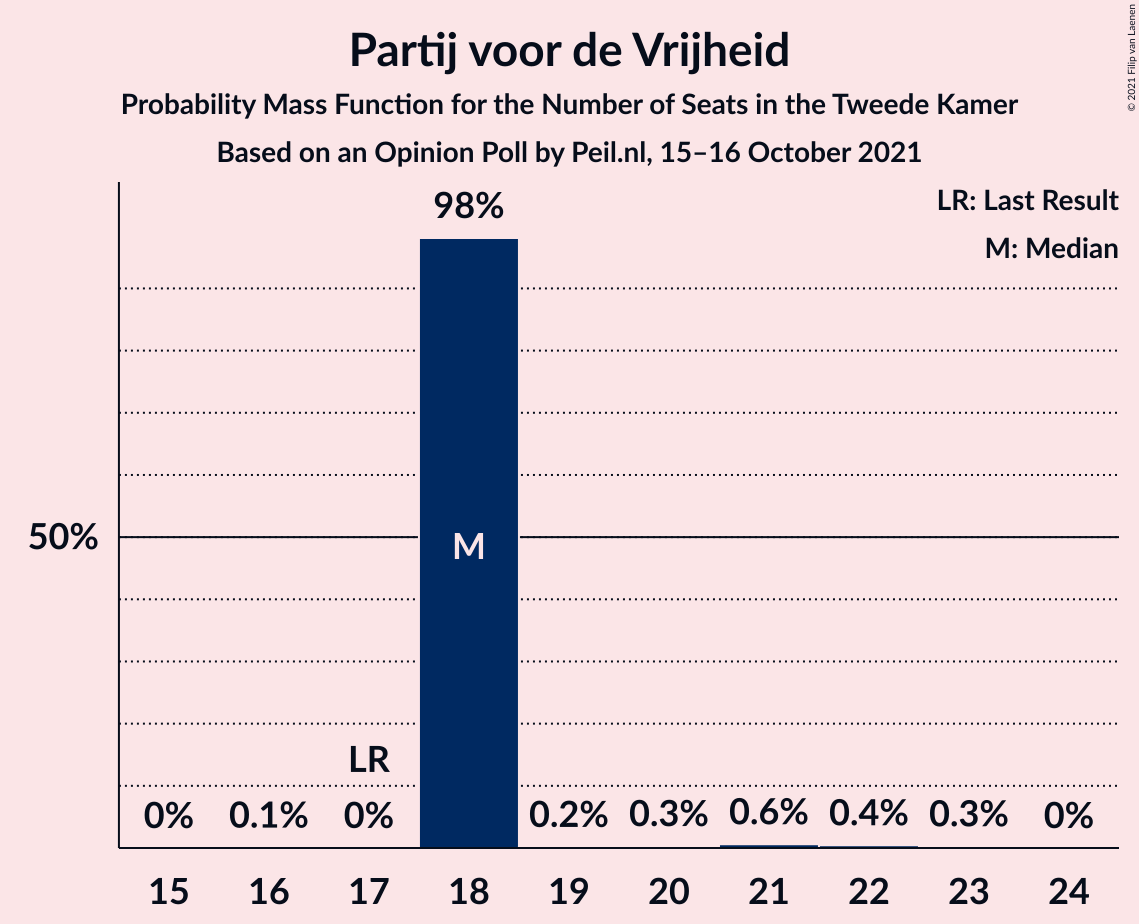 Partij voor de Vrijheid
Probability Mass Function for the Number of Seats in the Tweede Kamer
Based on an Opinion Poll by Peil.nl, 15–16 October 2021
© 2021 Filip van Laenen
LR: Last Result
M: Median
98%
50%
M
LR
0% 0.1% 0% 0.2% 0.3% 0.6% 0.4% 0.3% 0%
15 16 17 18 19 20 21 22 23 24